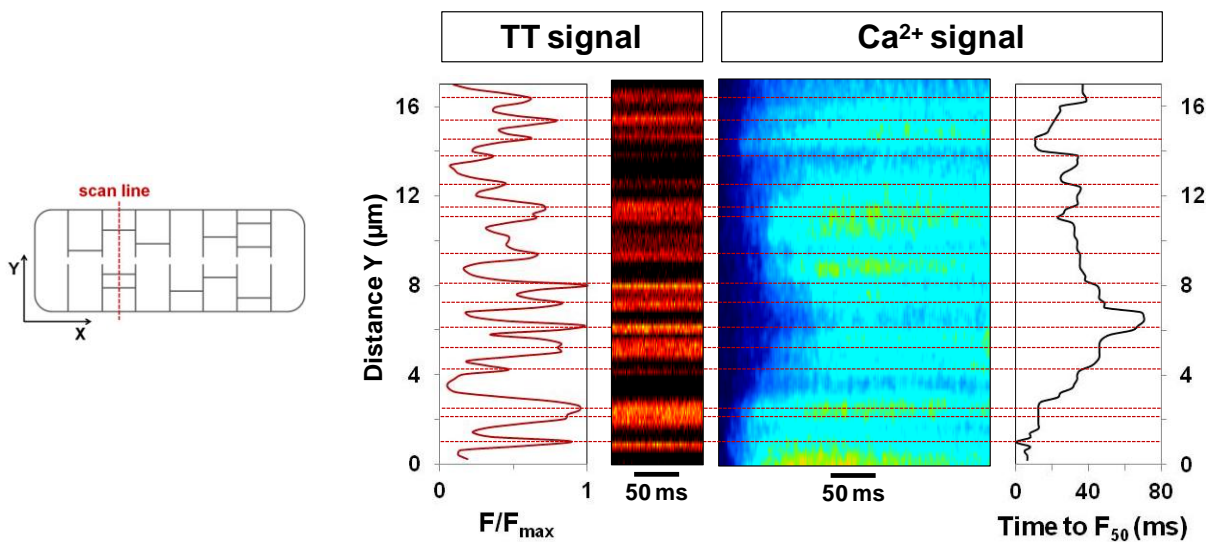 TT signal
Ca²⁺ signal
scan line
Y
X
Distance Y (µm)
16
12
8
4
0
16
12
8
4
0
0
1
F/Fmax
50 ms
50 ms
0
40
80
Time to F50 (ms)